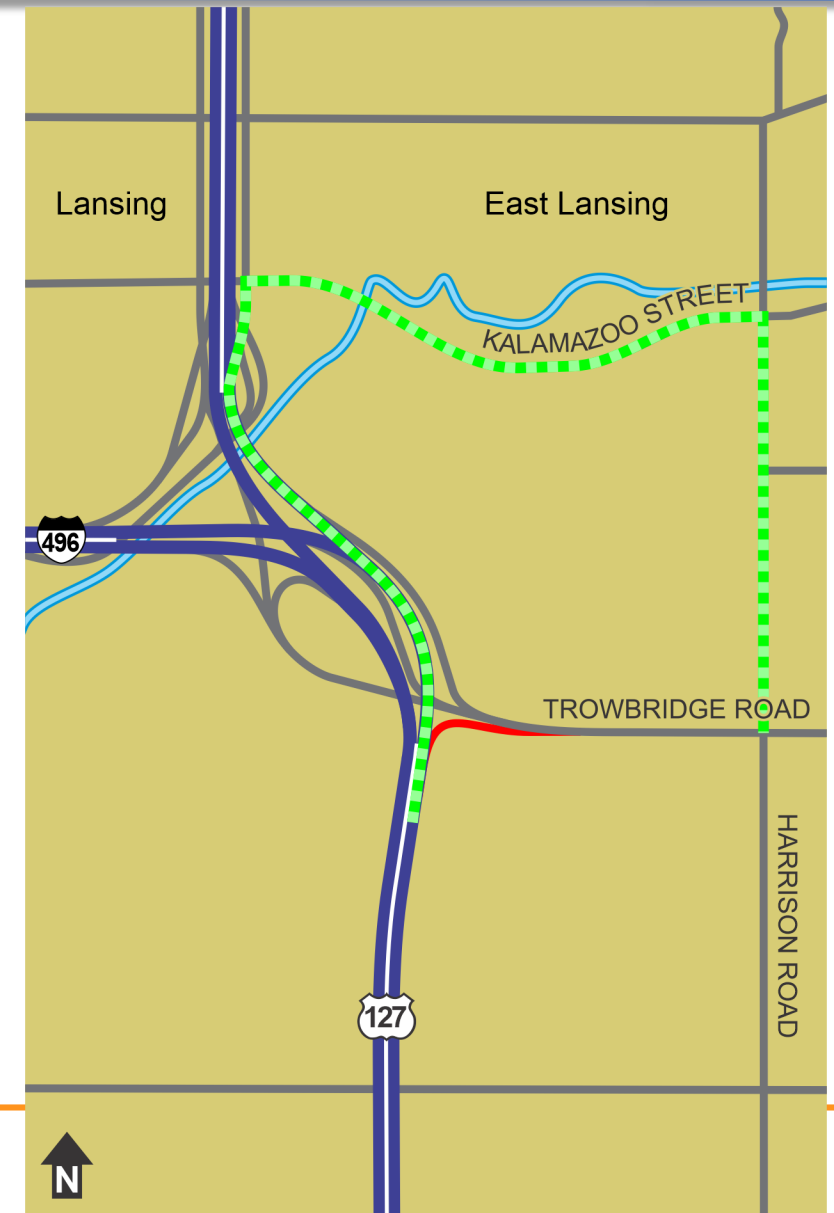 Lansing
East Lansing
KALAMAZOO STREET
496
TROWBRIDGE ROAD
HARRISON ROAD
127
N